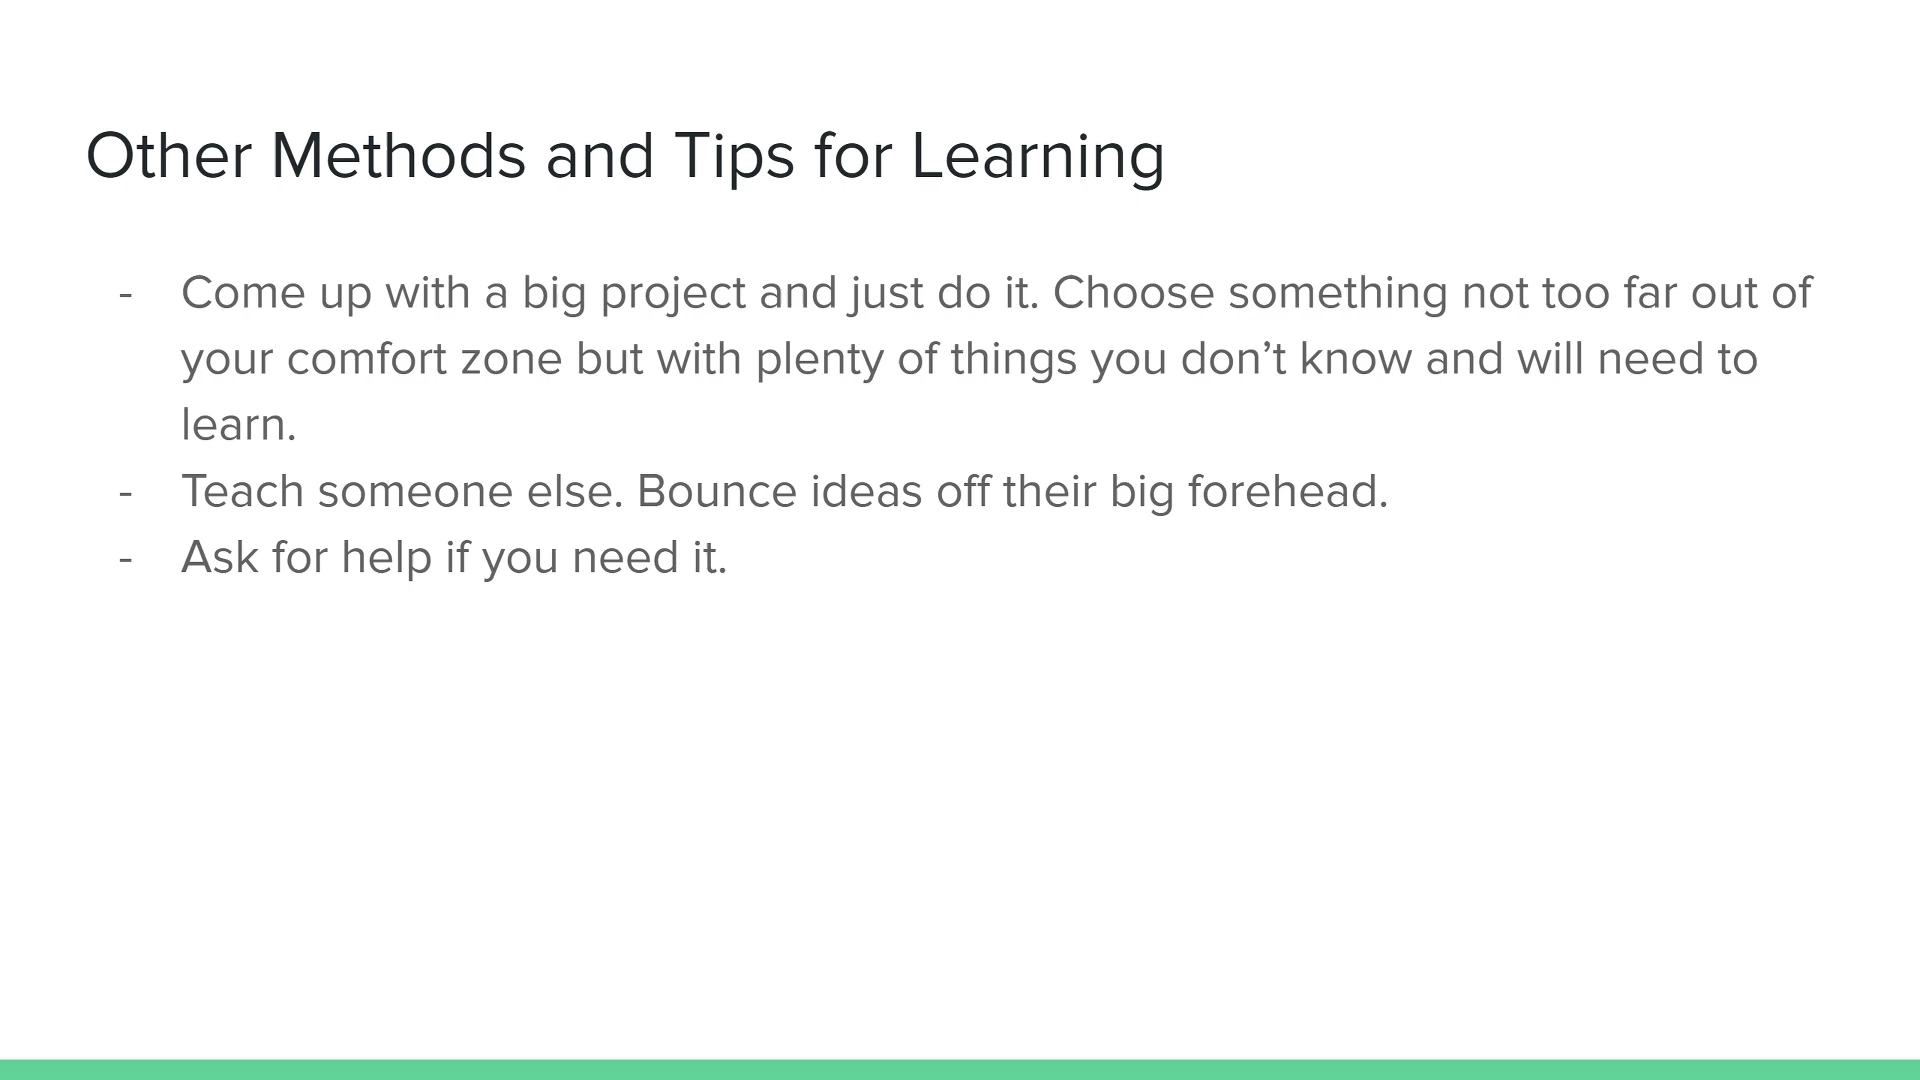 Other Methods and Tips for Learning
- Come up with a big project and just do it. Choose something not too far out of
your comfort zone but with plenty of things you don’t know and will need to
learn.
- Teach someone else. Bounce ideas off their big forehead.
- Ask for help if you need it.